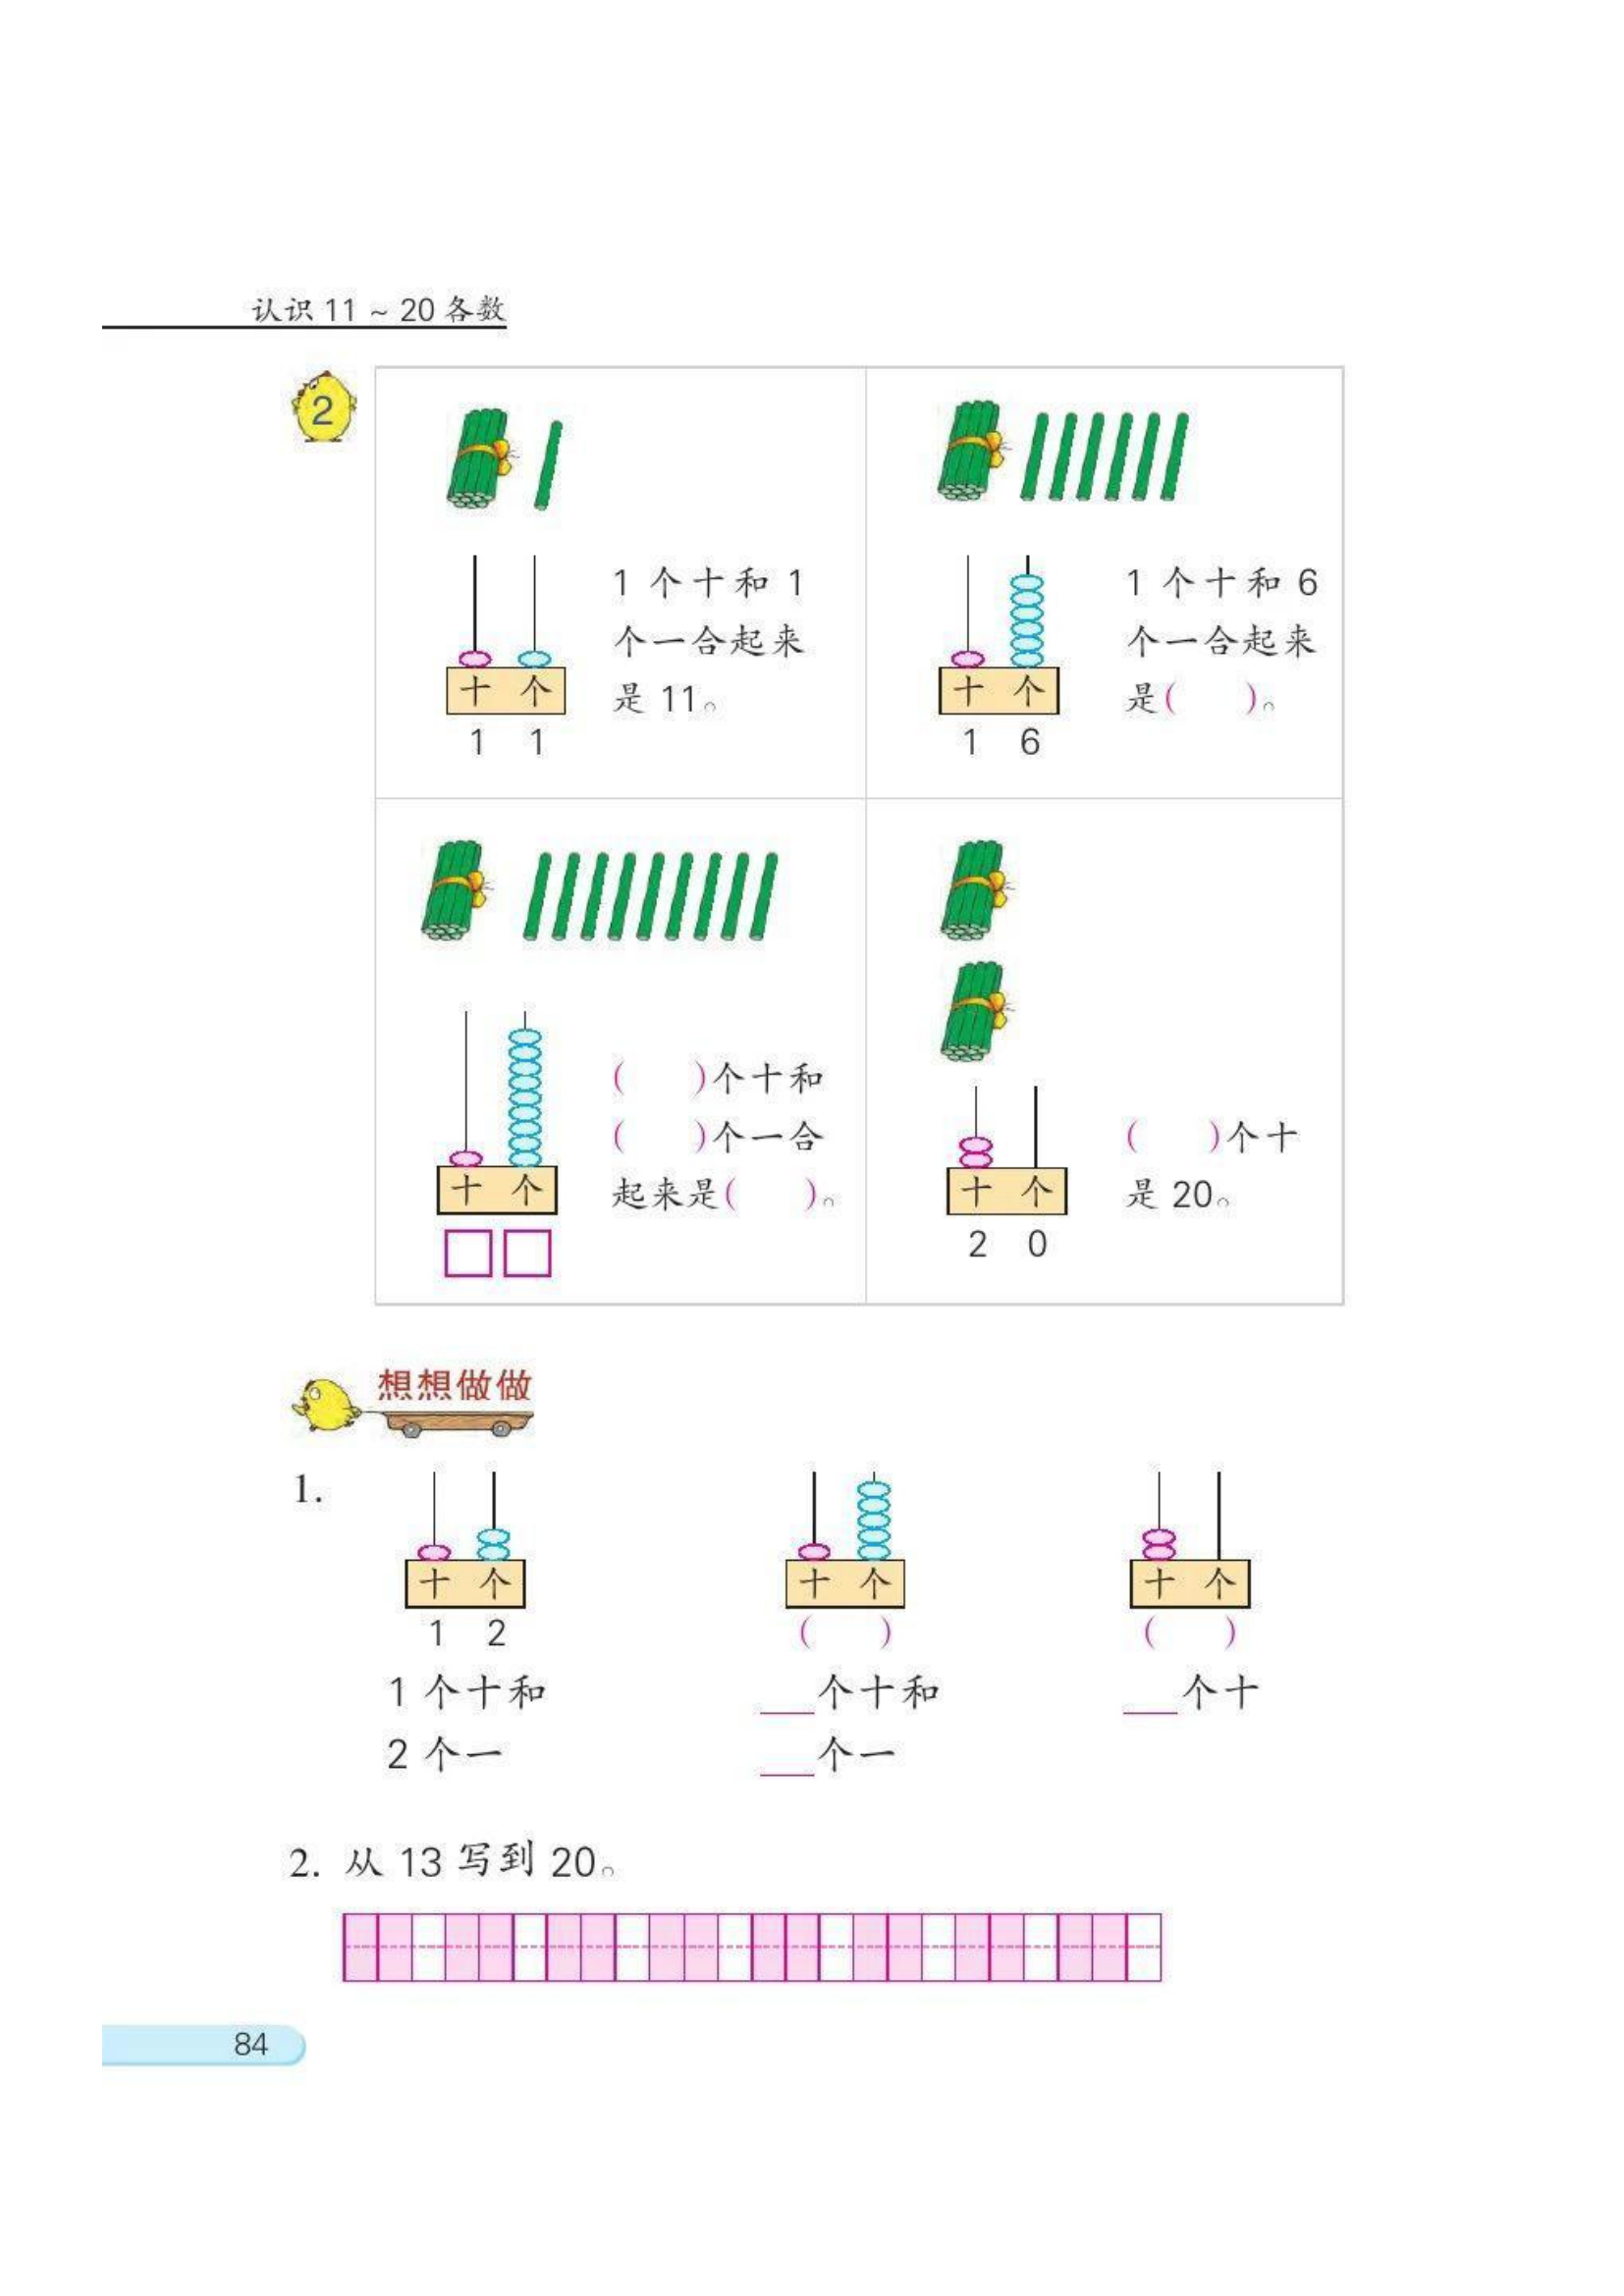 认识 11 ~ 20 各数
2
1 个十和 1
个一合起来
是 11。
十 个
1 1
1 个十和 6
个一合起来
是( )。
十 个
1 6
( )个十和
( )个一合
起来是( )。
十 个
( )个十
是 20。
十 个
2 0
想想做做
1.
十 个
十 个
十 个
1 2
( )
( )
1 个十和
__个十和
__个十
2 个一
__个一
2. 从 13 写到 20。
84